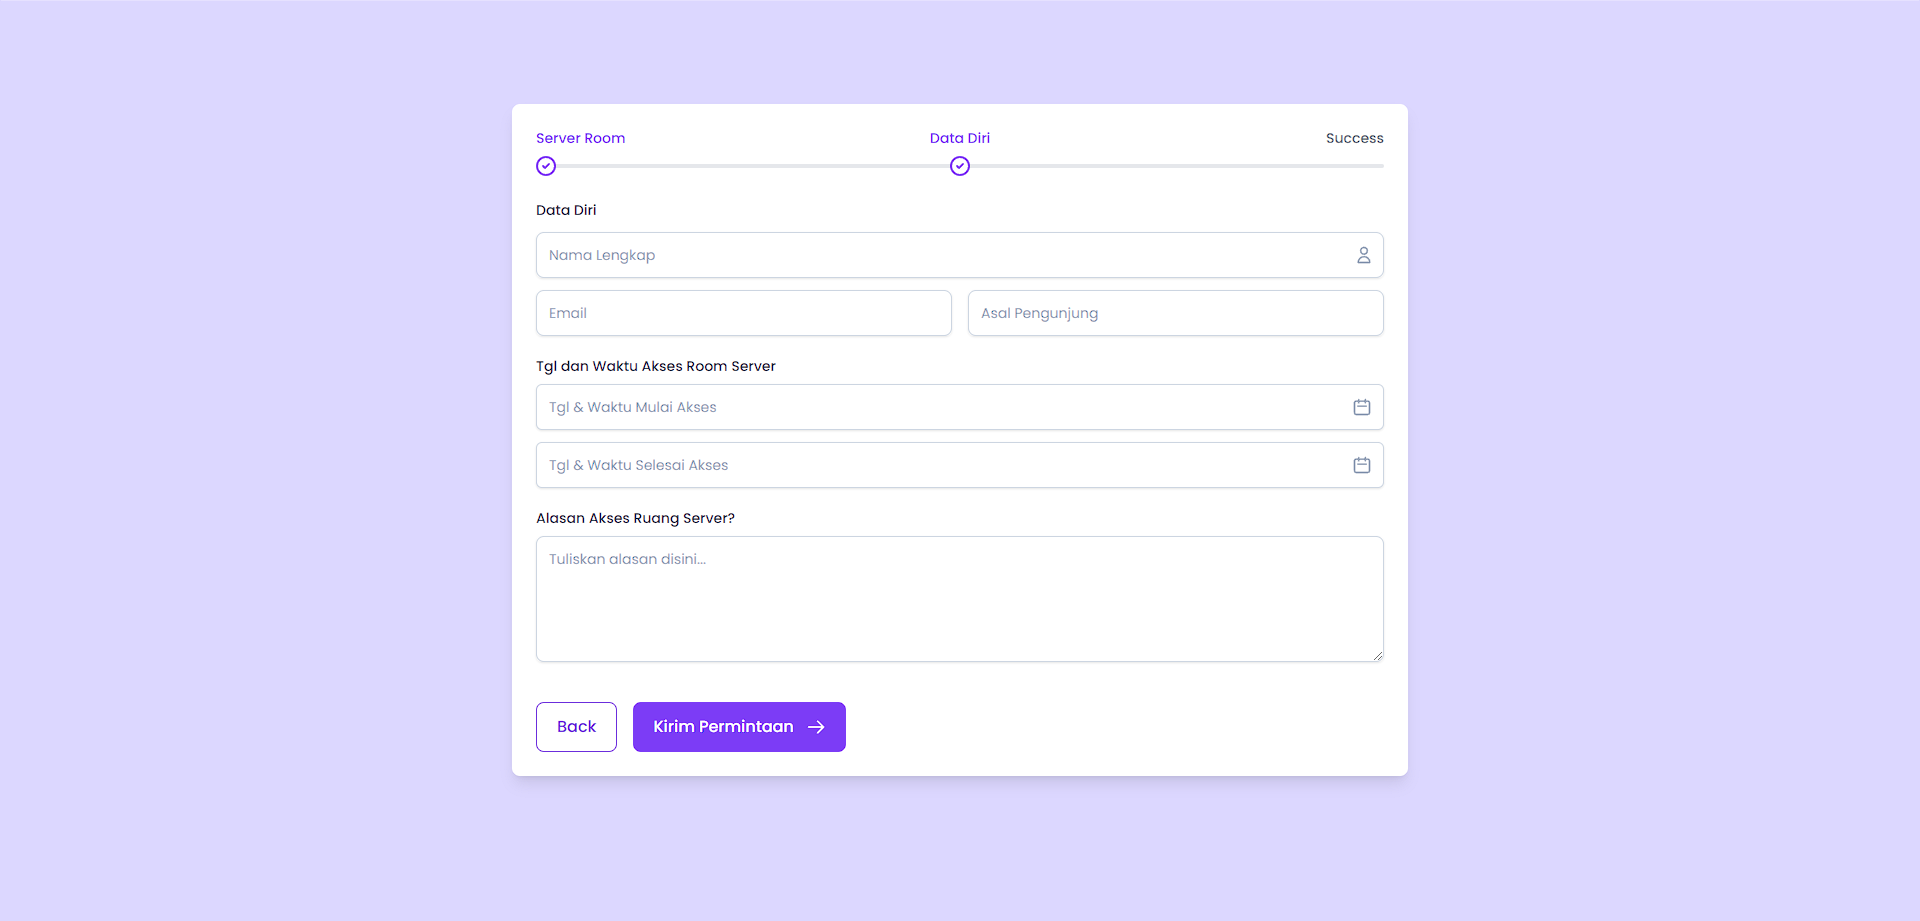 Server Room Data Diri Success
Data Diri
Nama Lengkap
Email Asal Pengunjung
Tgl dan Waktu Akses Room Server
Tgl & Waktu Mulai Akses
Tgl & Waktu Selesai Akses
Alasan Akses Ruang Server?
Tuliskan alasan disini...
Back Kirim Permintaan